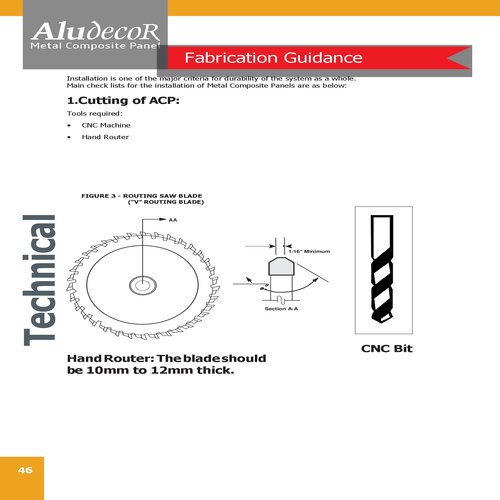 AludecoR
Metal Composite Panel
Fabrication Guidance
Installation is one of the major criteria for durability of the system as a whole.
Main check lists for the installation of Metal Composite Panels are as below:
1.Cutting of ACP:
Tools required:
• CNC Machine
• Hand Router
FIGURE 3 - ROUTING SAW BLADE
("V" ROUTING BLADE)
AA
1/16" Minimum
Section A-A
Technical
CNC Bit
Hand Router: The blade should
be 10mm to 12mm thick.
46